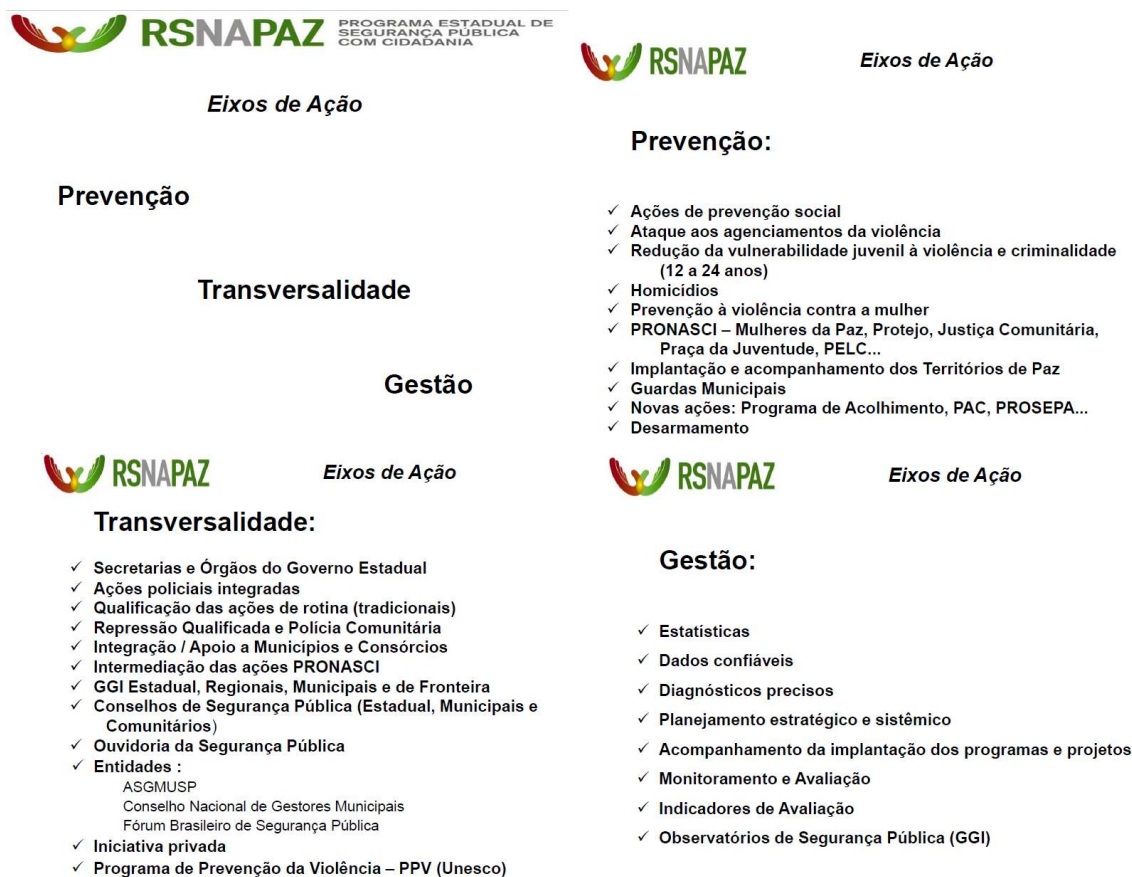 RSNAPAZ PROGRAMA ESTADUAL DE
SEGURANÇA PÚBLICA
COM CIDADANIA
Eixos de Ação
Prevenção
Transversalidade
Gestão
RSNAPAZ
Eixos de Ação
Prevenção:
✓ Ações de prevenção social
✓ Ataque aos agenciamentos da violência
✓ Redução da vulnerabilidade juvenil à violência e criminalidade
(12 a 24 anos)
✓ Homicídios
✓ Prevenção à violência contra a mulher
✓ PRONASCI – Mulheres da Paz, Protejo, Justiça Comunitária,
Praça da Juventude, PELC...
✓ Implantação e acompanhamento dos Territórios de Paz
✓ Guardas Municipais
✓ Novas ações: Programa de Acolhimento, PAC, PROSEPA...
✓ Desarmamento
RSNAPAZ
Eixos de Ação
Transversalidade:
✓ Secretarias e Órgãos do Governo Estadual
✓ Ações policiais integradas
✓ Qualificação das ações de rotina (tradicionais)
✓ Repressão Qualificada e Polícia Comunitária
✓ Integração / Apoio a Municípios e Consórcios
✓ Intermediação das ações PRONASCI
✓ GGI Estadual, Regionais, Municipais e de Fronteira
✓ Conselhos de Segurança Pública (Estadual, Municipais e
Comunitários)
✓ Ouvidoria da Segurança Pública
✓ Entidades :
ASGMUSP
Conselho Nacional de Gestores Municipais
Fórum Brasileiro de Segurança Pública
✓ Iniciativa privada
✓ Programa de Prevenção da Violência – PPV (Unesco)
RSNAPAZ
Eixos de Ação
Gestão:
✓ Estatísticas
✓ Dados confiáveis
✓ Diagnósticos precisos
✓ Planejamento estratégico e sistêmico
✓ Acompanhamento da implantação dos programas e projetos
✓ Monitoramento e Avaliação
✓ Indicadores de Avaliação
✓ Observatórios de Segurança Pública (GGI)